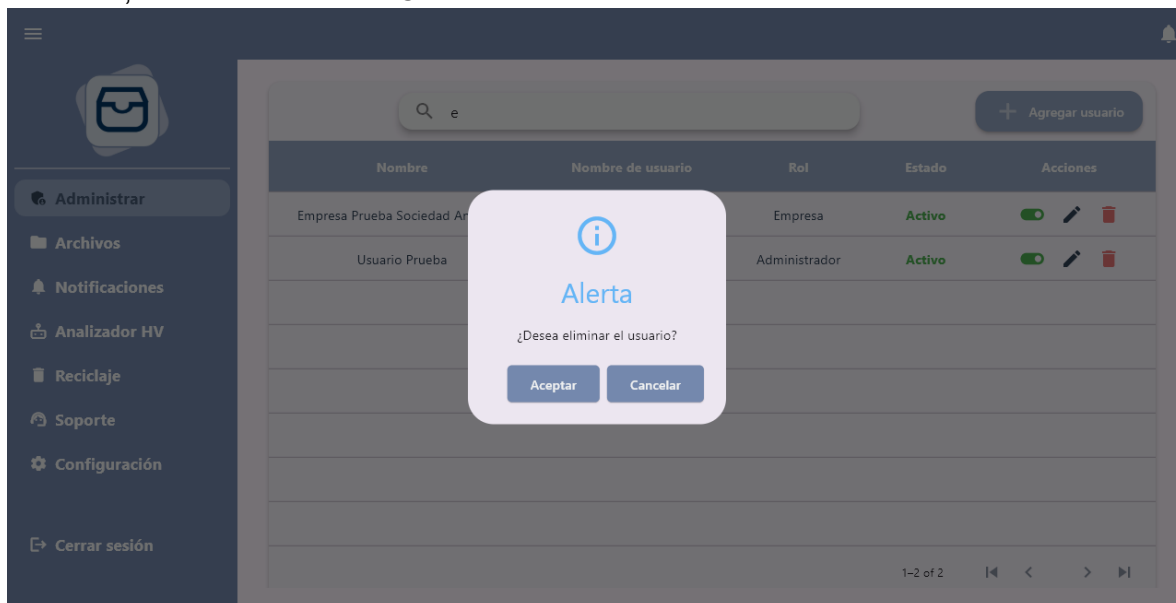 e
Agregar usuario
Nombre Nombre de usuario Rol Estado Acciones
Administrar
Empresa Prueba Sociedad An Empresa Activo
Archivos
Usuario Prueba Administrador Activo
Notificaciones
Alerta
Analizador HV
¿Desea eliminar el usuario?
Reciclaje
Aceptar Cancelar
Soporte
Configuración
Cerrar sesión
1–2 of 2